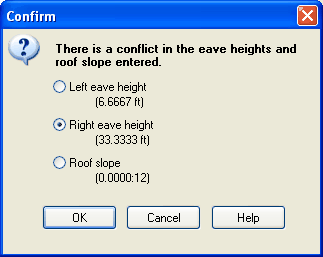 Confirm
There is a conflict in the eave heights and
roof slope entered.
Left eave height
(6.6667 ft)
Right eave height
(33.3333 ft)
Roof slope
(0.0000:12)
OK
Cancel
Help